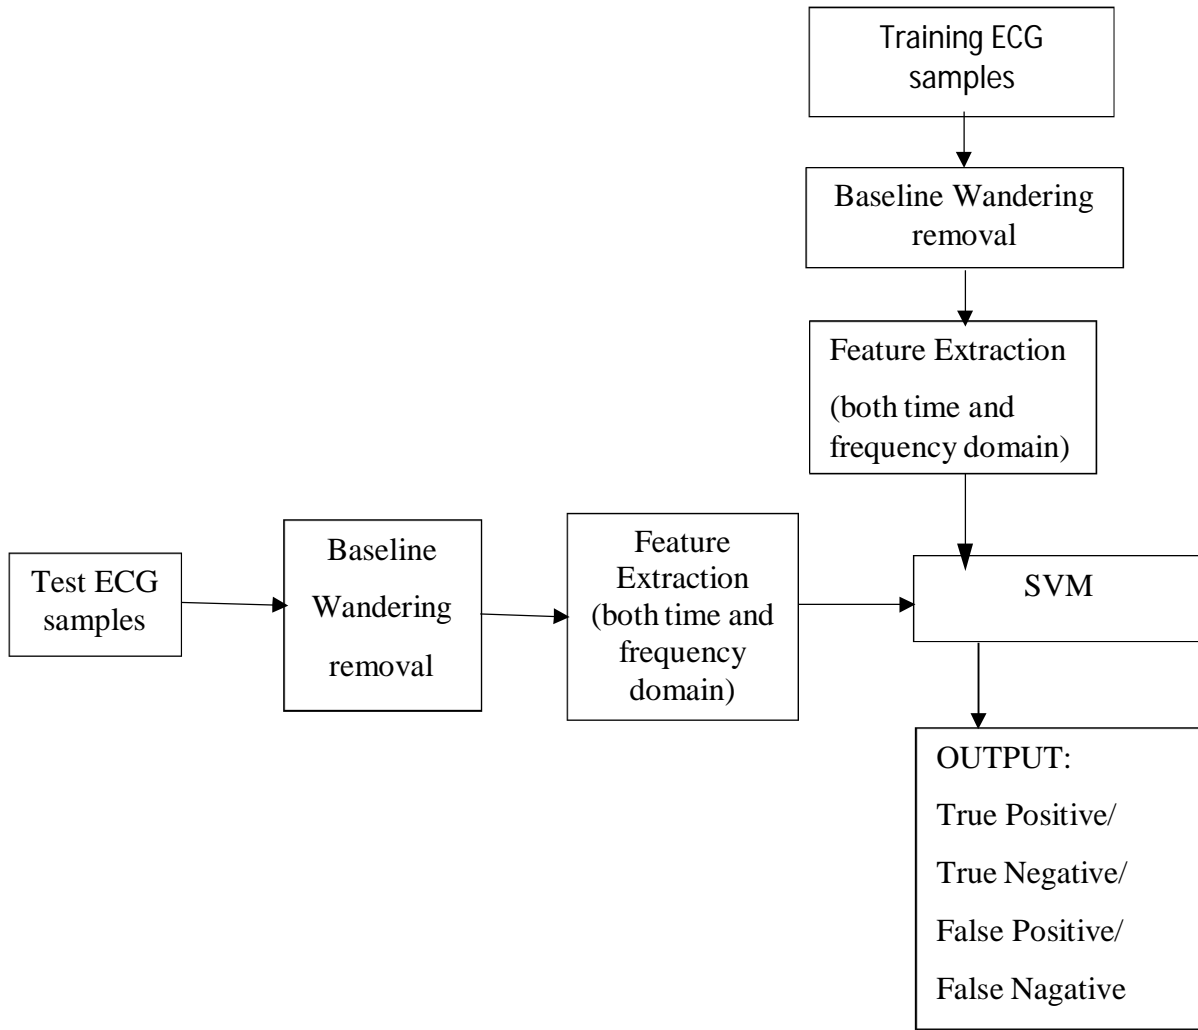 Training ECG
samples
Baseline Wandering
removal
Feature Extraction
(both time and
frequency domain)
Test ECG
samples
Baseline
Wandering
removal
Feature
Extraction
(both time and
frequency
domain)
SVM
OUTPUT:
True Positive/
True Negative/
False Positive/
False Nagative